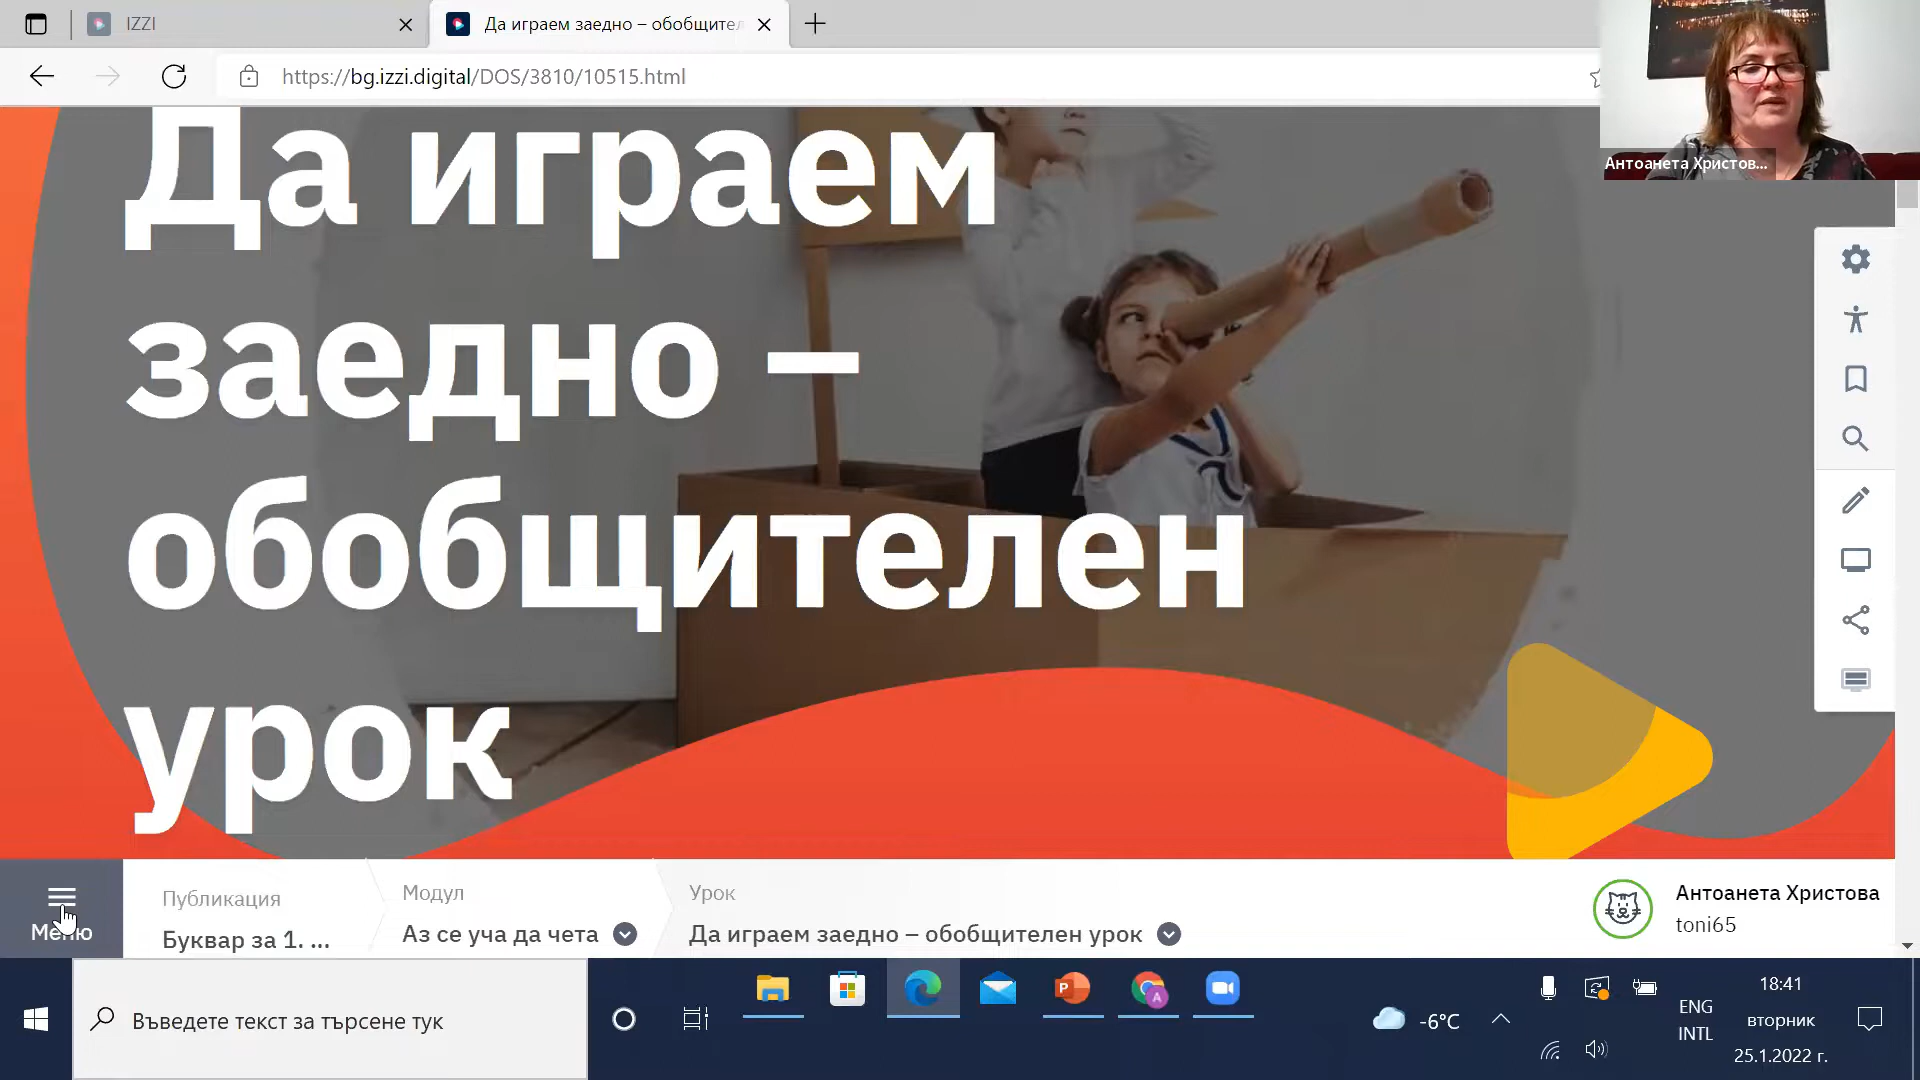 IZZI
Да играем заедно – обобщител
https://bg.izzi.digital/DOS/3810/10515.html
Антоанета Христов...
Да играем
заедно –
обобщителен
урок
Меню
Публикация
Буквар за 1. ...
Модул
Аз се уча да чета
Урок
Да играем заедно – обобщителен урок
Антоанета Христова
toni65
Въведете текст за търсене тук
-6°C
ENG
INTL
18:41
вторник
25.1.2022 г.